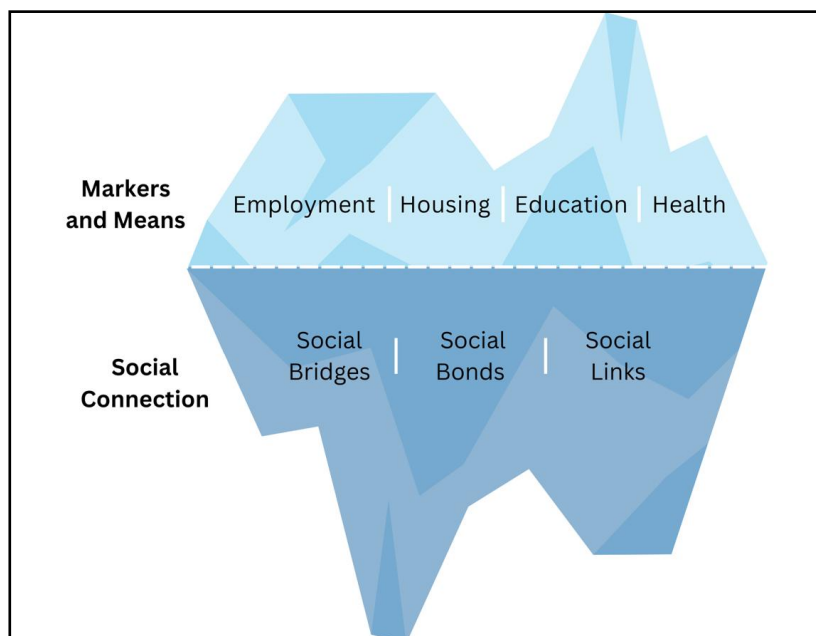 Markers
and Means
Employment | Housing | Education | Health
Social
Connection
Social
Bridges
Social
Bonds
Social
Links